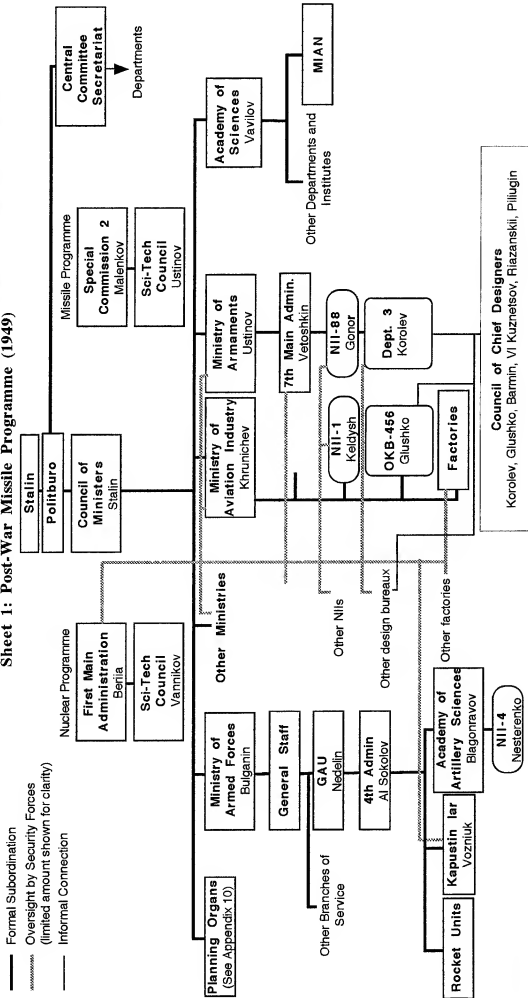 Sheet 1: Post-War Missile Programme (1949)
Formal Subordination
Oversight by Security Forces
(limited amount shown for clarity)
Informal Connection
Stalin
Politburo
Council of
Ministers
Stalin
Central
Committee
Secretariat
Departments
Nuclear Programme
First Main
Administration
Beriia
Sci-Tech
Council
Vannikov
Missile Programme
Special
Commission 2
Malenkov
Sci-Tech
Council
Ustinov
Planning Organs
(See Appendix 10)
Ministry of
Armed Forces
Bulganin
Other Ministries
Ministry of
Aviation Industry
Khrunichev
Ministry of
Armaments
Ustinov
Academy of
Sciences
Vavilov
General Staff
Other Branches of
Service
GAU
Nedelin
4th Admin
AI Sokolov
7th Main Admin.
Vetoshkin
Other Departments and
Institutes
MIAN
Other NIIs
NII-1
Keldysh
NII-88
Gonor
Other design bureaux
OKB-456
Glushko
Dept. 3
Korolev
Other factories
Factories
Rocket Units
Kapustin Iar
Vozniuk
Academy of
Artillery Sciences
Blagonravov
NII-4
Nesterenko
Council of Chief Designers
Korolev, Glushko, Barmin, VI Kuznetsov, Riazanskii, Piliugin